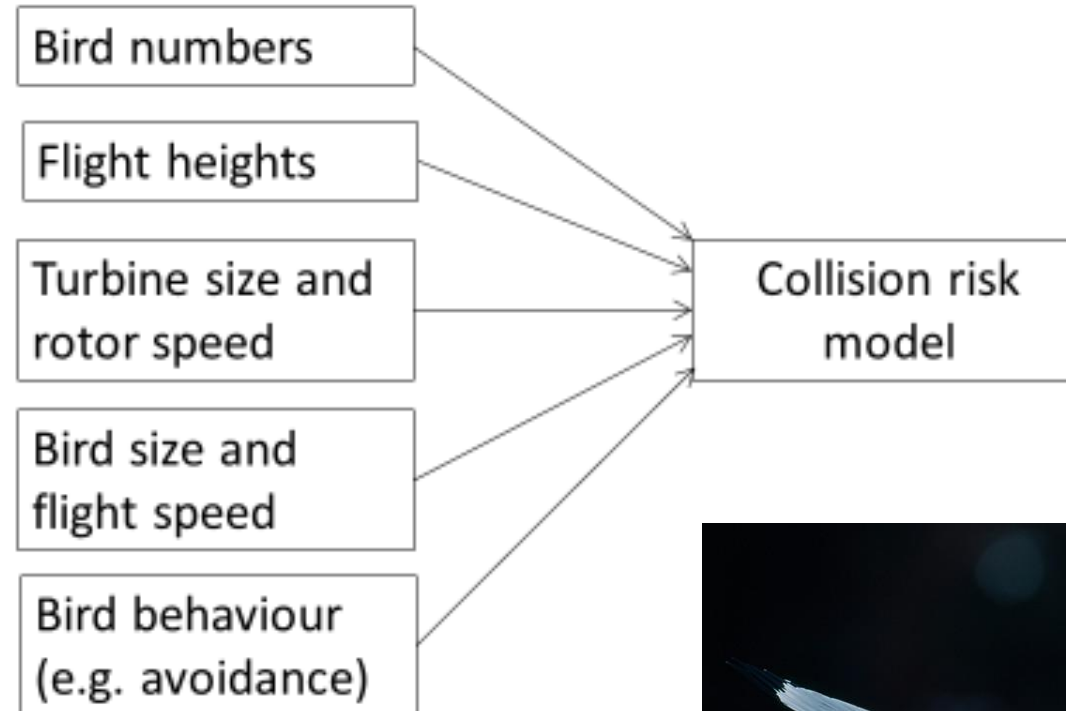 Bird numbers
Flight heights
Turbine size and
rotor speed
Bird size and
flight speed
Bird behaviour
(e.g. avoidance)
Collision risk
model